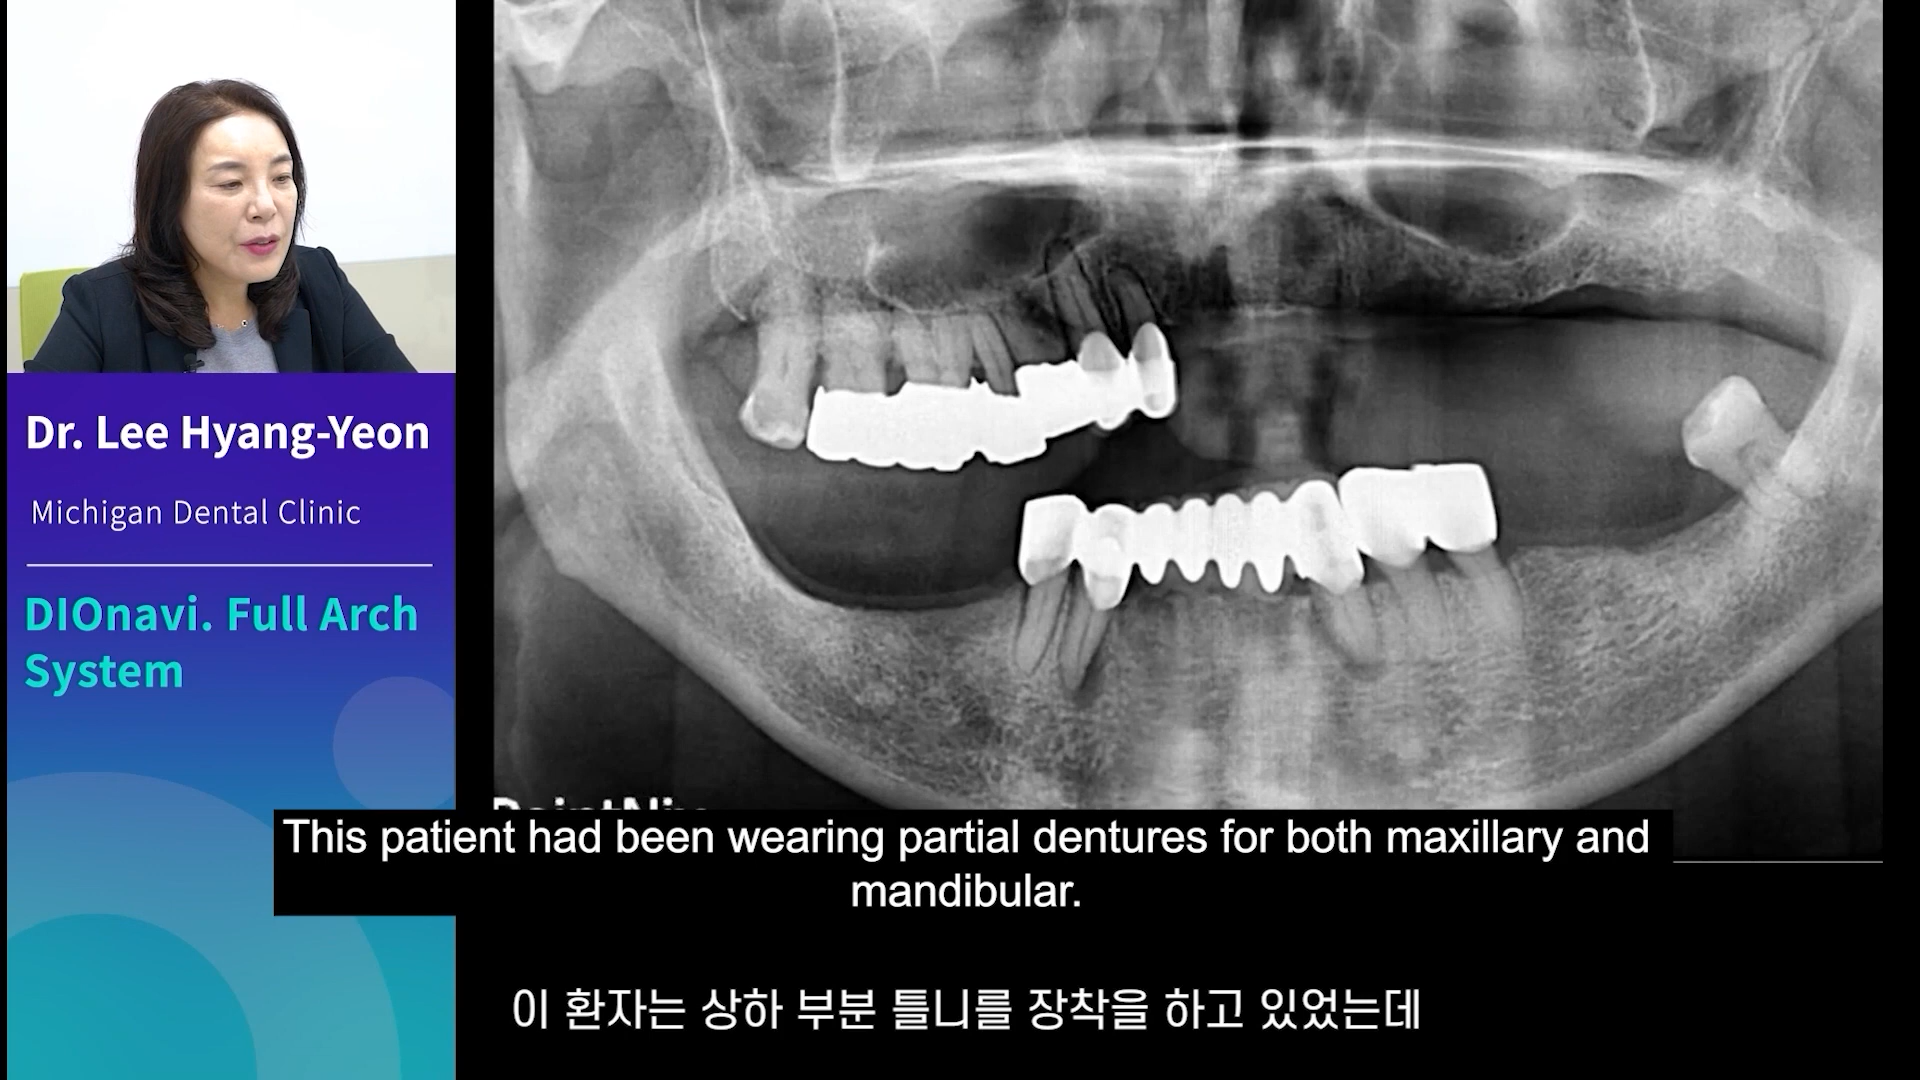 Dr. Lee Hyang-Yeon
Michigan Dental Clinic
DIOnavi. Full Arch
System
This patient had been wearing partial dentures for both maxillary and
mandibular.
이 환자는 상하 부분 틀니를 장착을 하고 있었는데